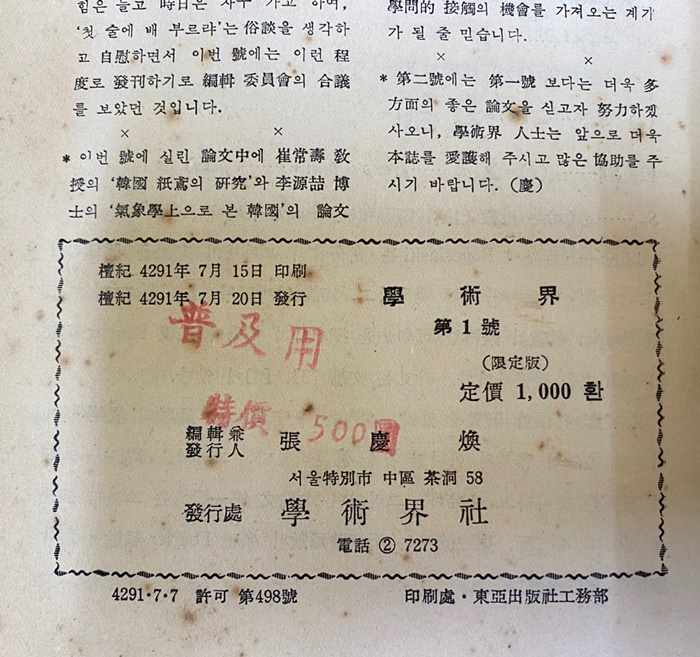 힘은 들고 時日은 자꾸 가고 하여,
'첫 술에 배 부르랴'는 俗談을 생각하
고 自慰하면서 이번 號에는 이런 程
度로 發刊하기로 編輯 委員會의 合議
를 보았던 것입니다.
× ×
* 이번 號에 실린 論文中에 崔常壽 敎
授의 '韓國 紙鳶의 硏究'와 李源喆 博
士의 '氣象學上으로 본 韓國'의 論文
學問的 接觸의 機會를 가져오는 계기
가 될 줄 믿습니다.
× ×
* 第二號에는 第一號 보다는 더욱 多
方面의 좋은 論文을 싣고자 努力하겠
사오니, 學術界 人士는 앞으로 더욱
本誌를 愛護해 주시고 많은 協助를 주
시기 바랍니다. (慶)
檀紀 4291年 7月 15日 印刷
檀紀 4291年 7月 20日 發行
學術界
第1號
(限定版)
定價 1,000 환
普及用
特價 500圓
編輯兼
發行人 張慶煥
서울特別市 中區 茶洞 58
發行處 學術界社
電話 ② 7273
4291·7·7 許可 第498號
印刷處·東亞出版社工務部